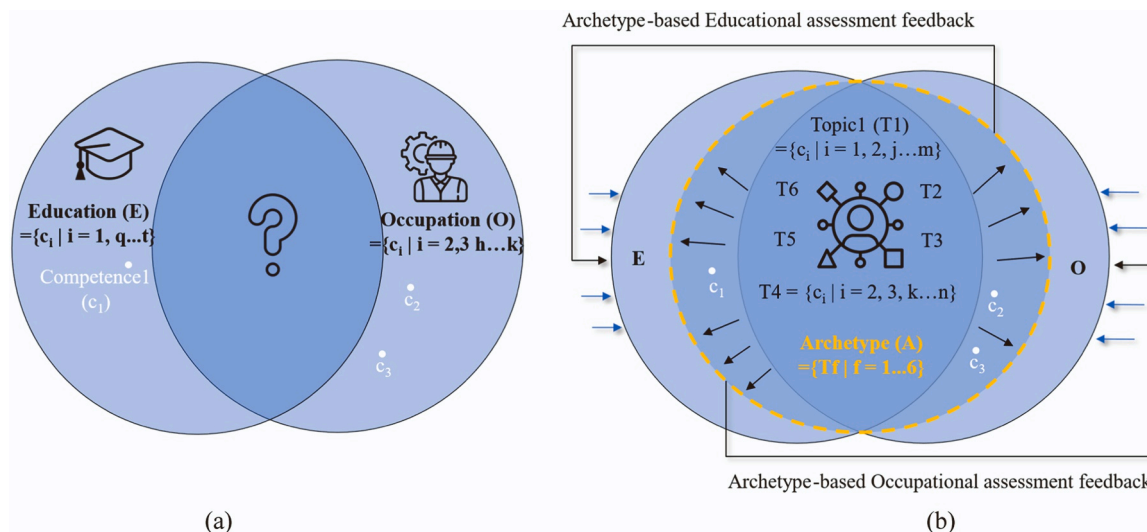 Education (E)
={cᵢ | i = 1, q...t}
Competence1
(c₁)
Occupation (O)
={cᵢ | i = 2,3 h...k}
c₂
c₃
(a)
Archetype-based Educational assessment feedback
Topic1 (T1)
={cᵢ | i = 1, 2, j…m}
T6
T2
T5
T3
E
O
c₁
T4 = {cᵢ | i = 2, 3, k…n}
c₂
Archetype (A)
={Tf | f = 1...6}
c₃
Archetype-based Occupational assessment feedback
(b)